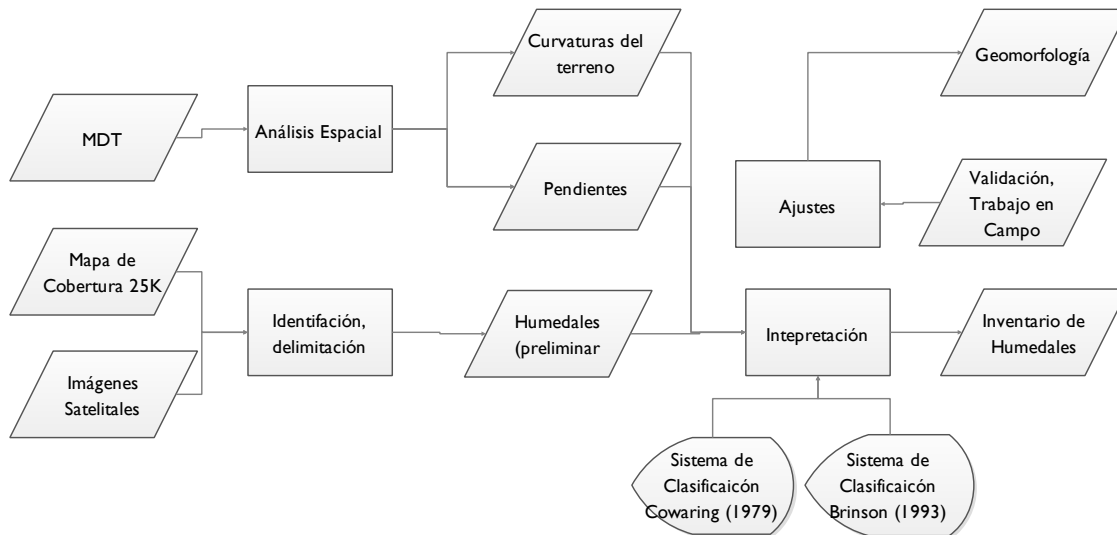 Curvaturas del
terreno
Geomorfología
MDT
Análisis Espacial
Pendientes
Ajustes
Validación,
Trabajo en
Campo
Mapa de
Cobertura 25K
Identifación,
delimitación
Humedales
(preliminar
Intepretación
Inventario de
Humedales
Imágenes
Satelitales
Sistema de
Clasificaicón
Cowaring (1979)
Sistema de
Clasificaicón
Brinson (1993)